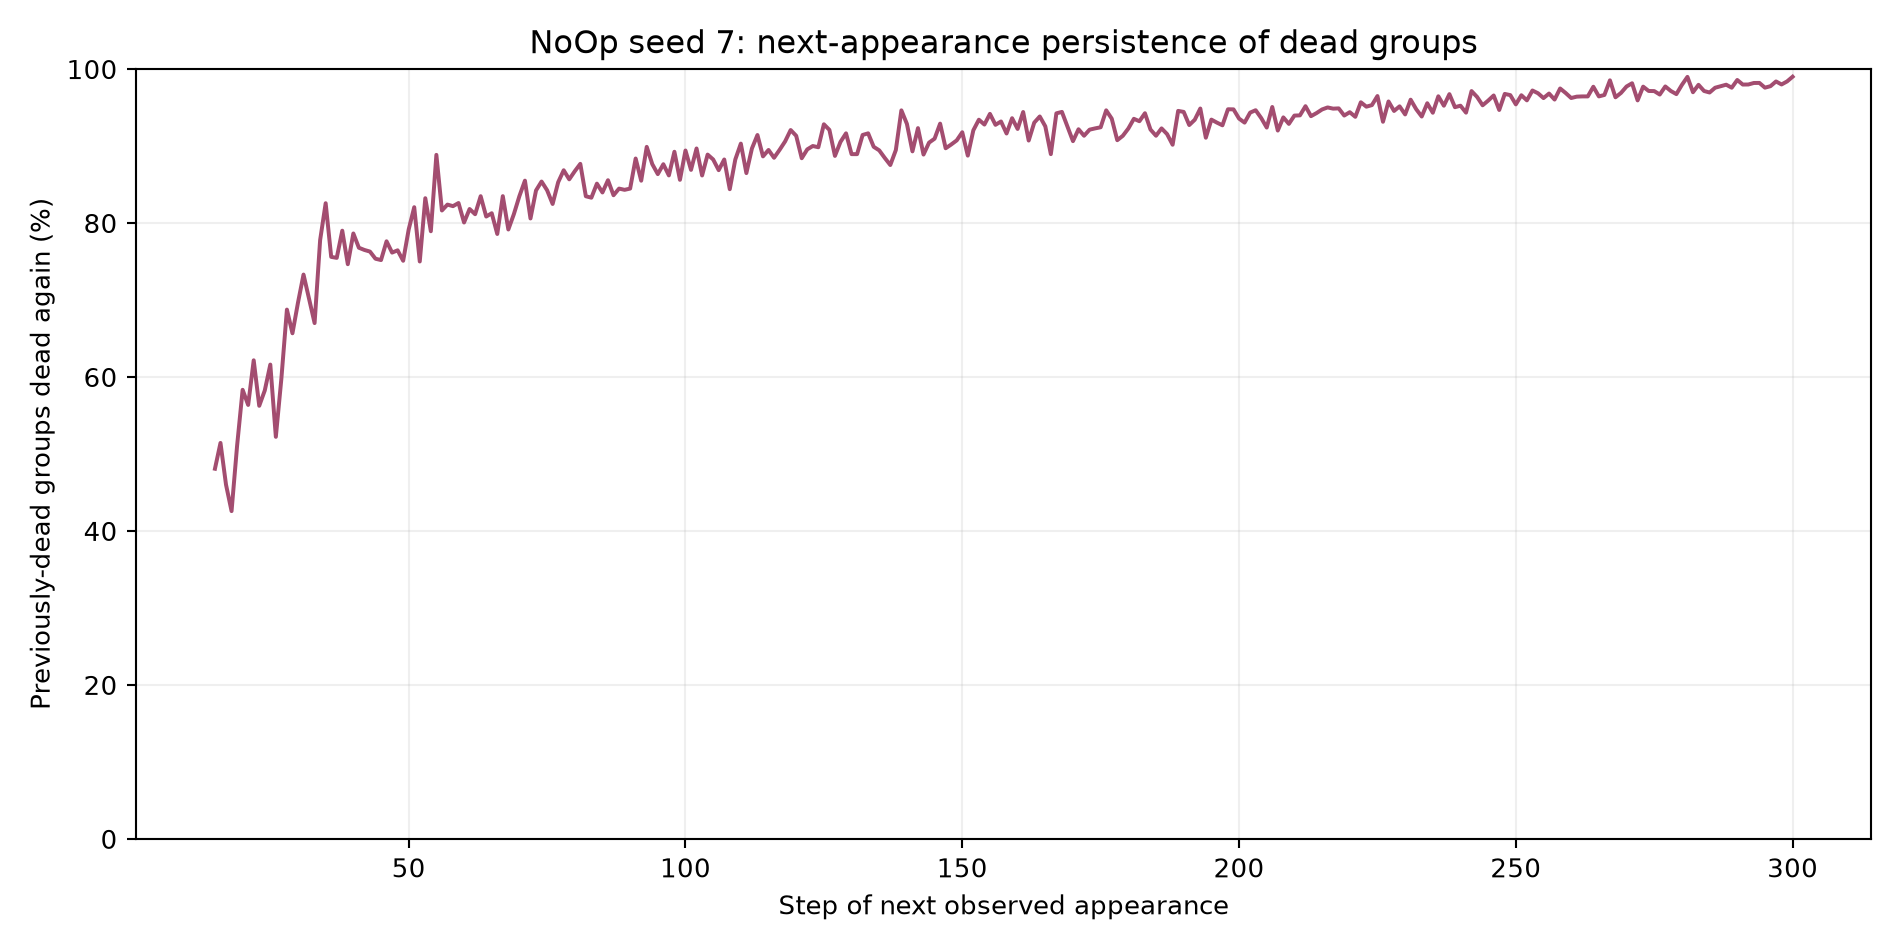 NoOp seed 7: next-appearance persistence of dead groups
Previously-dead groups dead again (%)
100
80
60
40
20
0
50 100 150 200 250 300
Step of next observed appearance